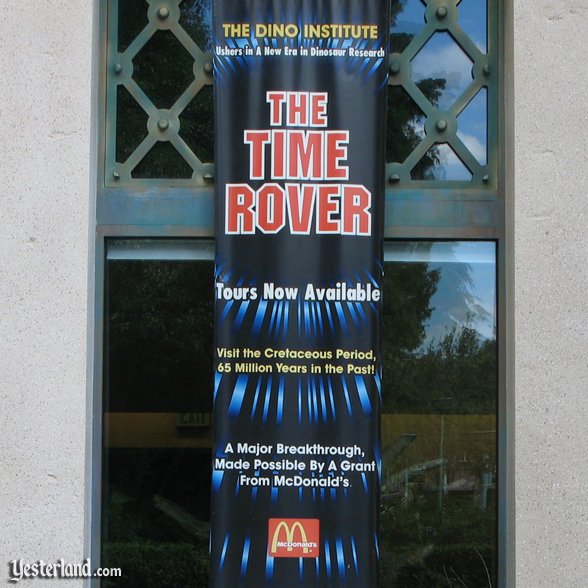 THE DINO INSTITUTE
Ushers in A New Era in Dinosaur Research
THE
TIME
ROVER
Tours Now Available
Visit the Cretaceous Period,
65 Million Years in the Past!
EXIT
A Major Breakthrough,
Made Possible By A Grant
From McDonald's
McDonald's
Yesterland.com